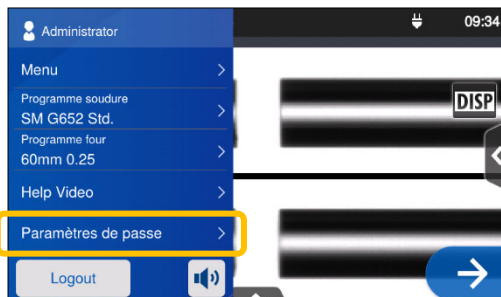 Administrator
09:34
Menu
Programme soudure
SM G652 Std.
DISP
Programme four
60mm 0.25
Help Video
Paramètres de passe
Logout